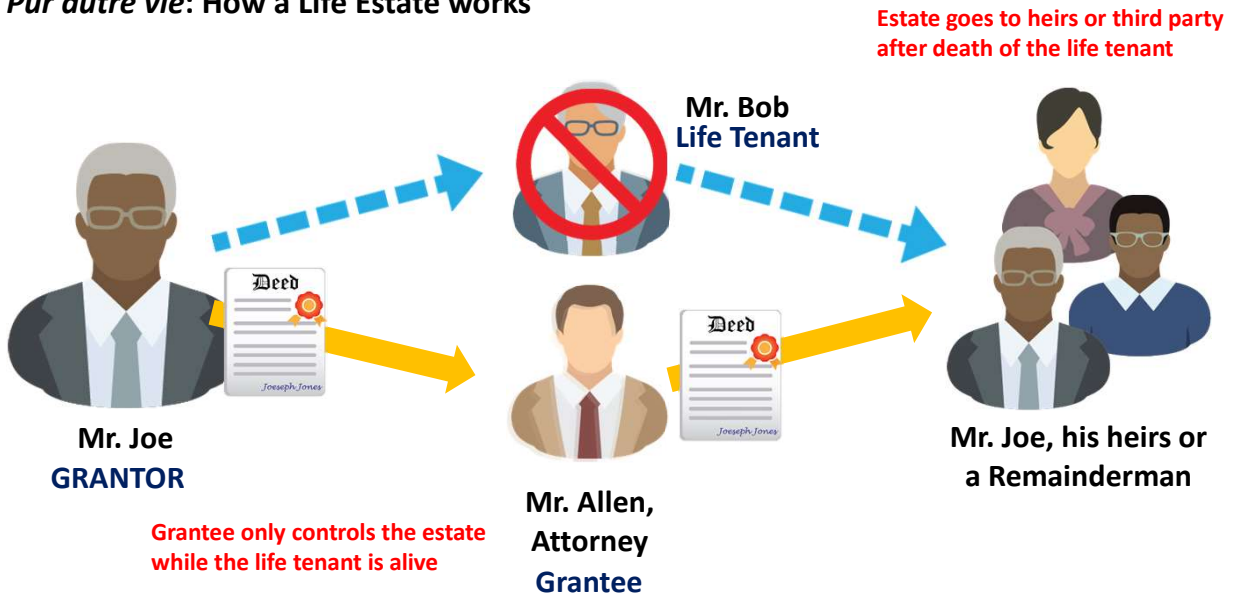 Pur autre vie: How a Life Estate works
Estate goes to heirs or third party
after death of the life tenant
Mr. Bob
Life Tenant
Deed
Joeseph Jones
Deed
Joeseph Jones
Mr. Joe
GRANTOR
Mr. Joe, his heirs or
a Remainderman
Mr. Allen,
Attorney
Grantee
Grantee only controls the estate
while the life tenant is alive